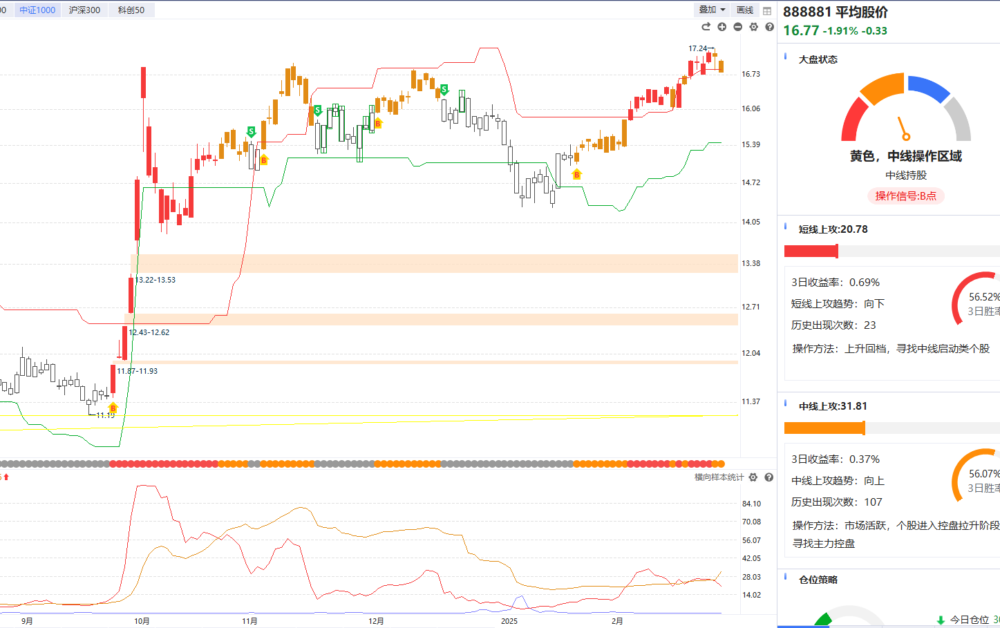 00 中证1000 沪深300 科创50 叠加 画线
888881 平均股价
16.77 -1.91% -0.33
大盘状态
黄色，中线操作区域
中线持股
操作信号:B点
短线上攻:20.78
3日收益率：0.69%
短线上攻趋势：向下
历史出现次数：23
操作方法：上升回档，寻找中线启动类个股
56.52%
3日胜率
中线上攻:31.81
3日收益率：0.37%
中线上攻趋势：向上
历史出现次数：107
操作方法：市场活跃，个股进入控盘拉升阶段
寻找主力控盘
56.07%
3日胜率
仓位策略
今日仓位
17.24
16.73
16.06
15.39
14.72
14.05
13.38
12.71
12.04
11.37
S
S
S
B
B
B
B
13.22-13.53
12.43-12.62
11.87-11.93
11.19
横向样本统计
84.10
70.08
56.07
42.05
28.03
14.02
9月 10月 11月 12月 2025 2月